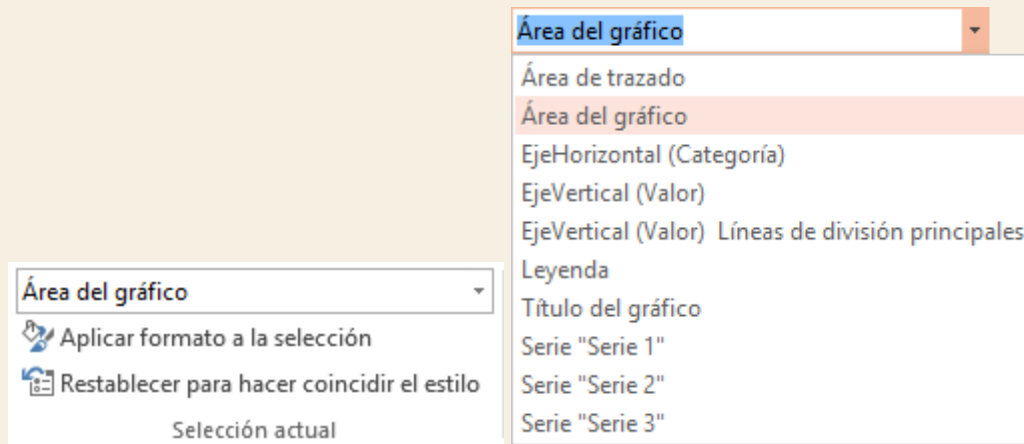 Área del gráfico
Aplicar formato a la selección
Restablecer para hacer coincidir el estilo
Selección actual
Área del gráfico
Área de trazado
Área del gráfico
EjeHorizontal (Categoría)
EjeVertical (Valor)
EjeVertical (Valor)  Líneas de división principales
Leyenda
Título del gráfico
Serie "Serie 1"
Serie "Serie 2"
Serie "Serie 3"